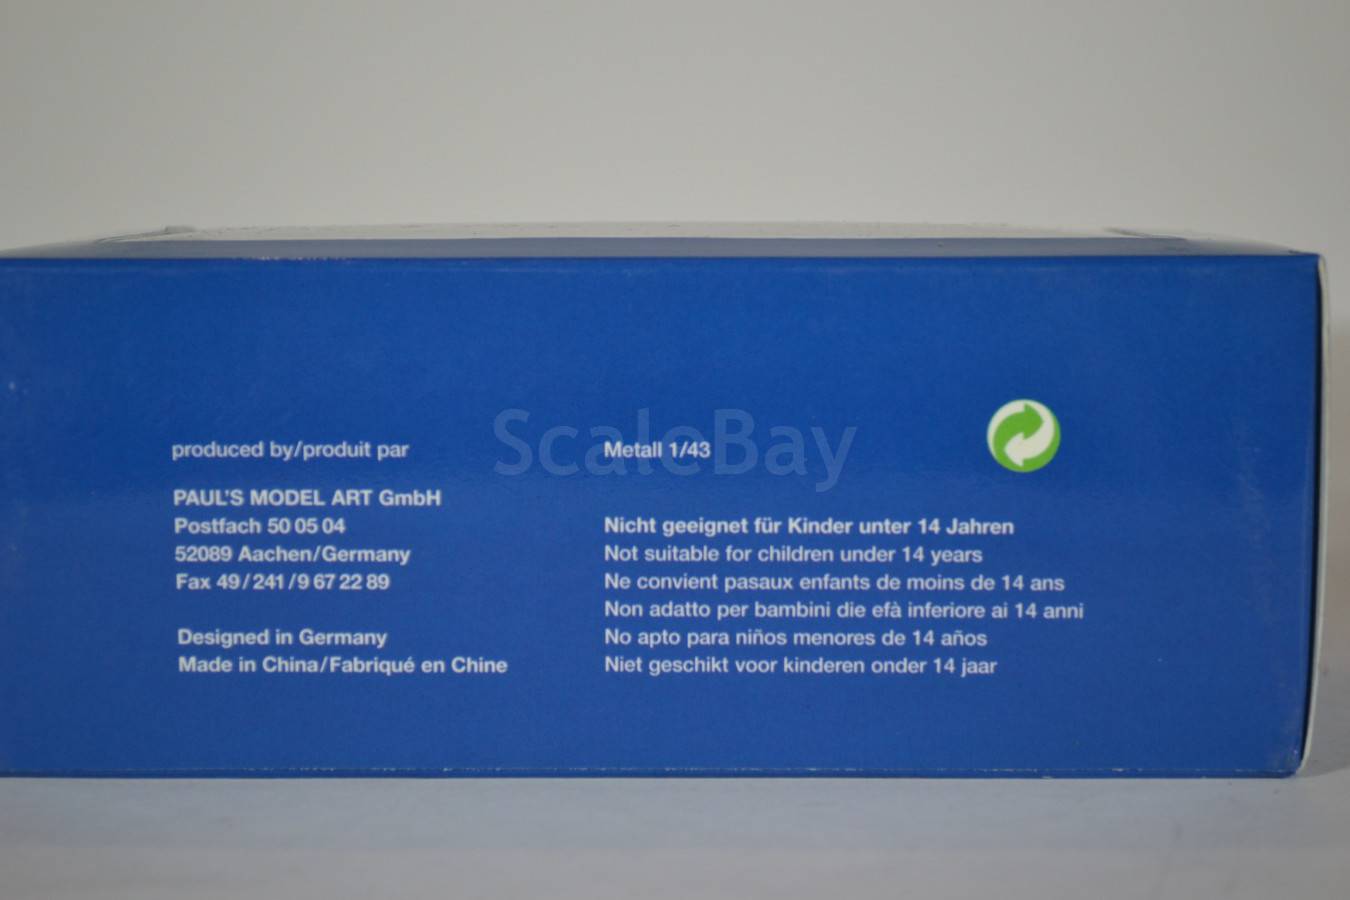 produced by/produit par
PAUL'S MODEL ART GmbH
Postfach 50 05 04
52089 Aachen/Germany
Fax 49/241/9 67 22 89
Designed in Germany
Made in China/Fabriqué en Chine
ScaleBay
Metall 1/43
Nicht geeignet für Kinder unter 14 Jahren
Not suitable for children under 14 years
Ne convient pasaux enfants de moins de 14 ans
Non adatto per bambini die efà inferiore ai 14 anni
No apto para niños menores de 14 años
Niet geschikt voor kinderen onder 14 jaar